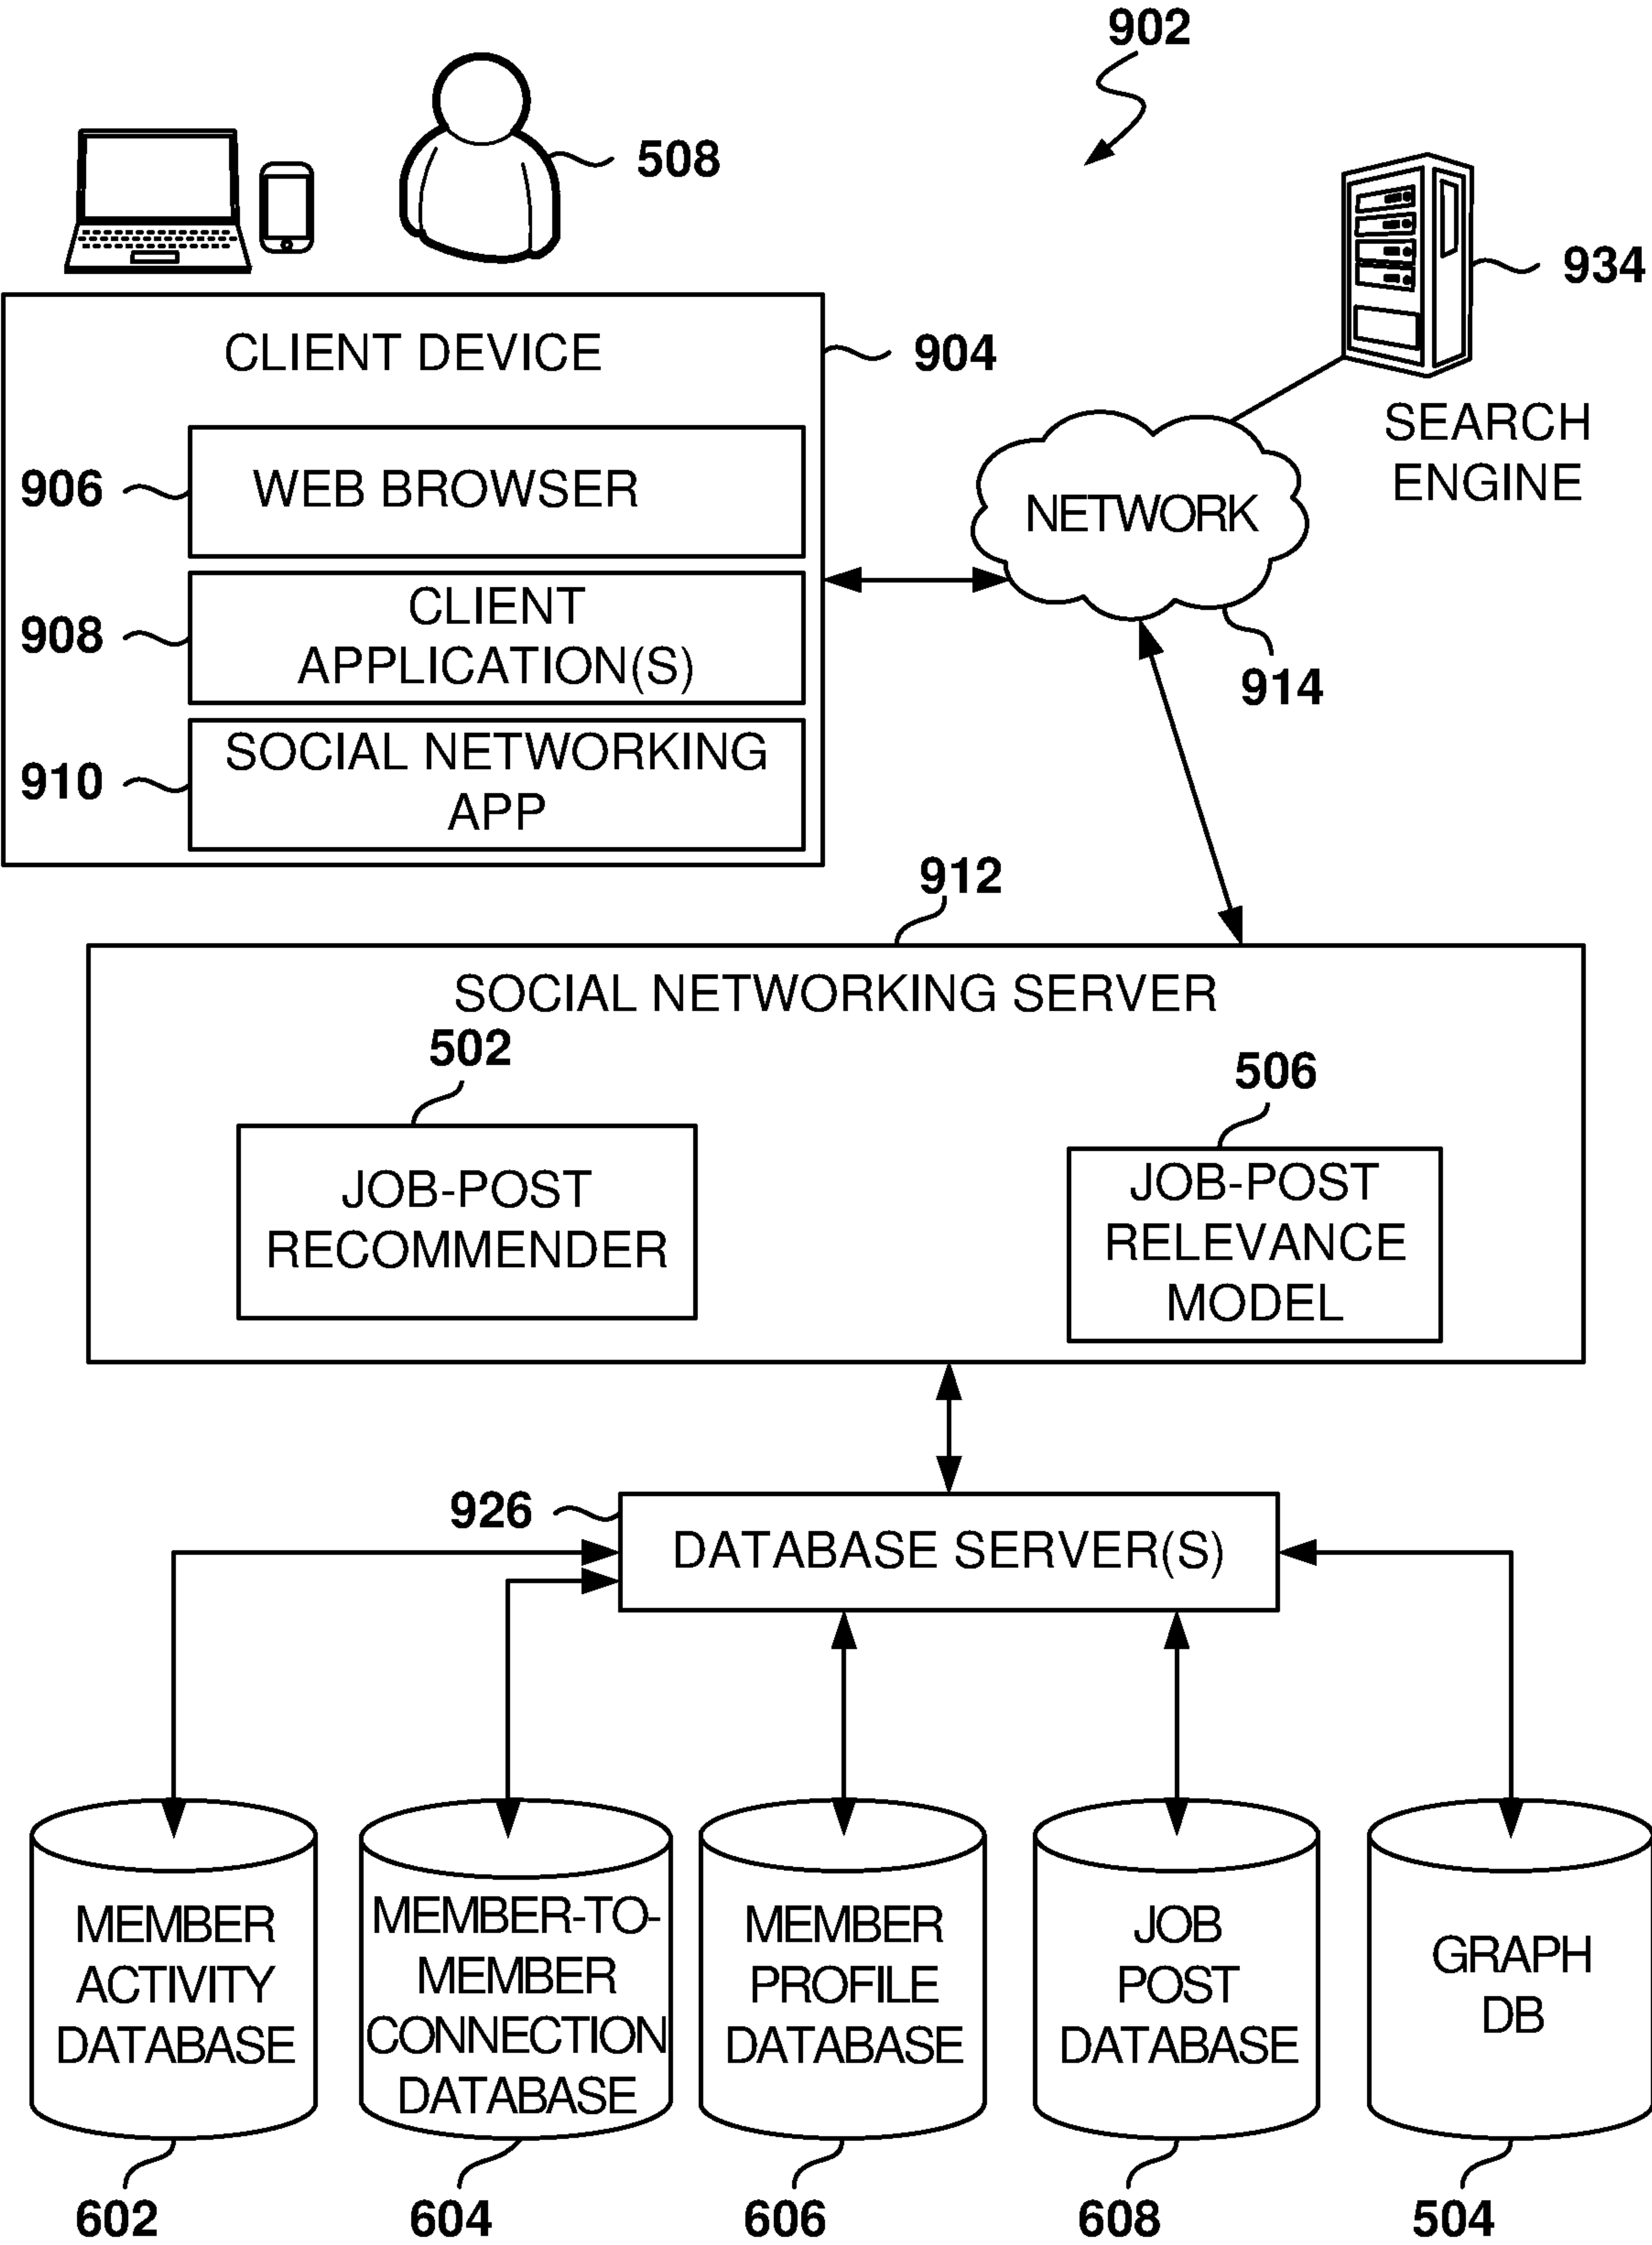 902
508
934
CLIENT DEVICE
904
SEARCH
ENGINE
906
WEB BROWSER
NETWORK
908
CLIENT
APPLICATION(S)
914
910
SOCIAL NETWORKING
APP
912
SOCIAL NETWORKING SERVER
502
506
JOB-POST
RECOMMENDER
JOB-POST
RELEVANCE
MODEL
926
DATABASE SERVER(S)
MEMBER
ACTIVITY
DATABASE
MEMBER-TO-
MEMBER
CONNECTION
DATABASE
MEMBER
PROFILE
DATABASE
JOB
POST
DATABASE
GRAPH
DB
602
604
606
608
504